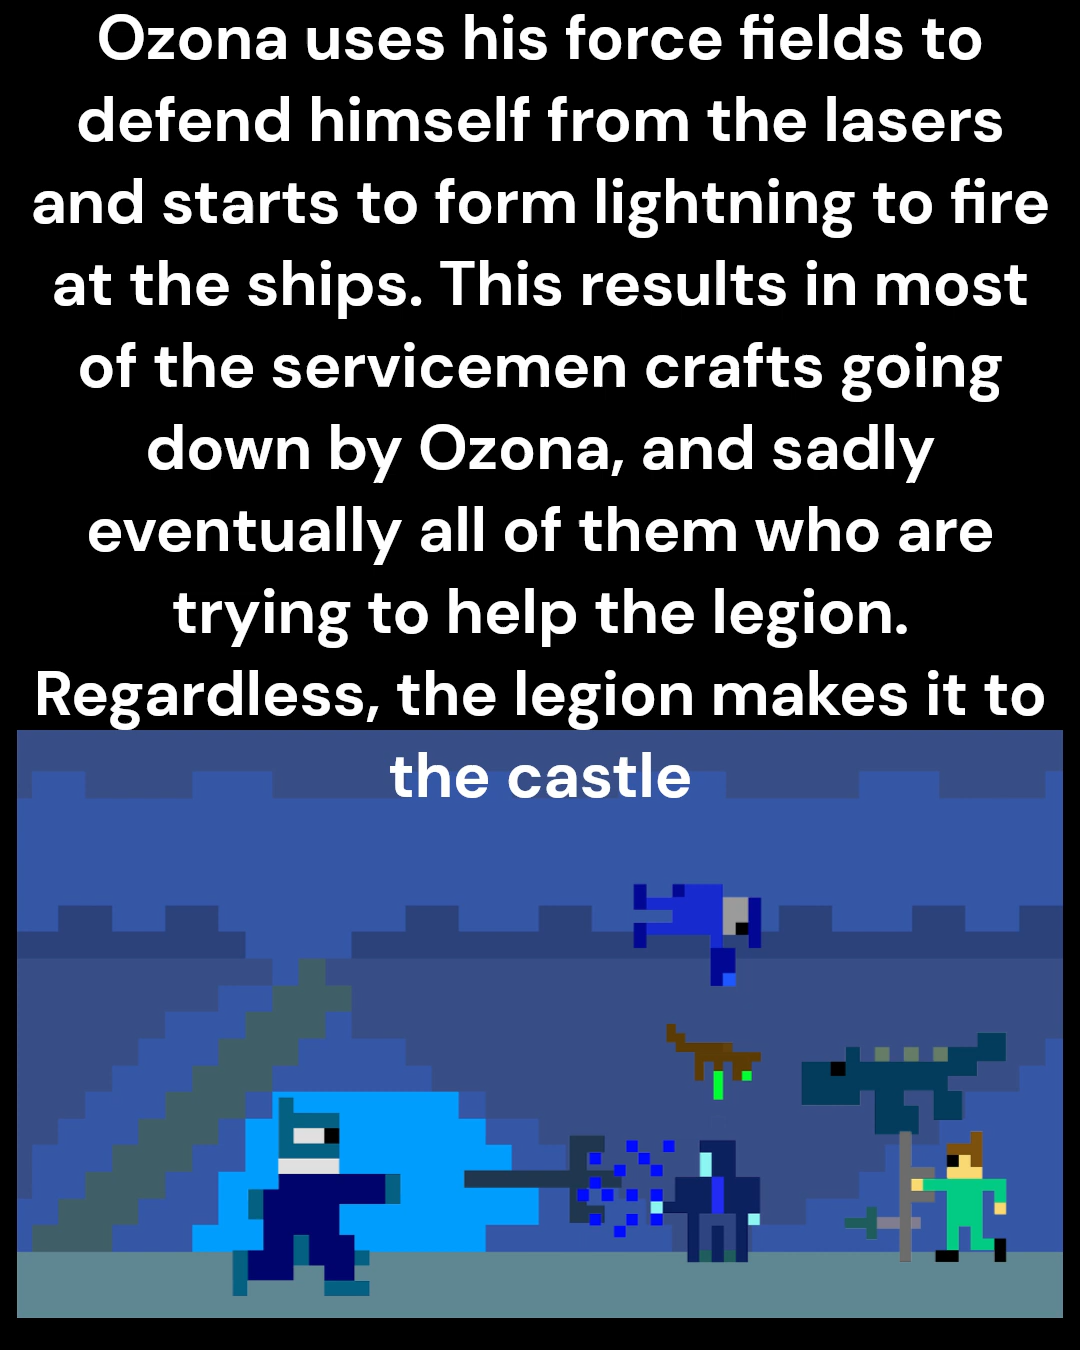 Ozona uses his force fields to
defend himself from the lasers
and starts to form lightning to fire
at the ships. This results in most
of the servicemen crafts going
down by Ozona, and sadly
eventually all of them who are
trying to help the legion.
Regardless, the legion makes it to
the castle